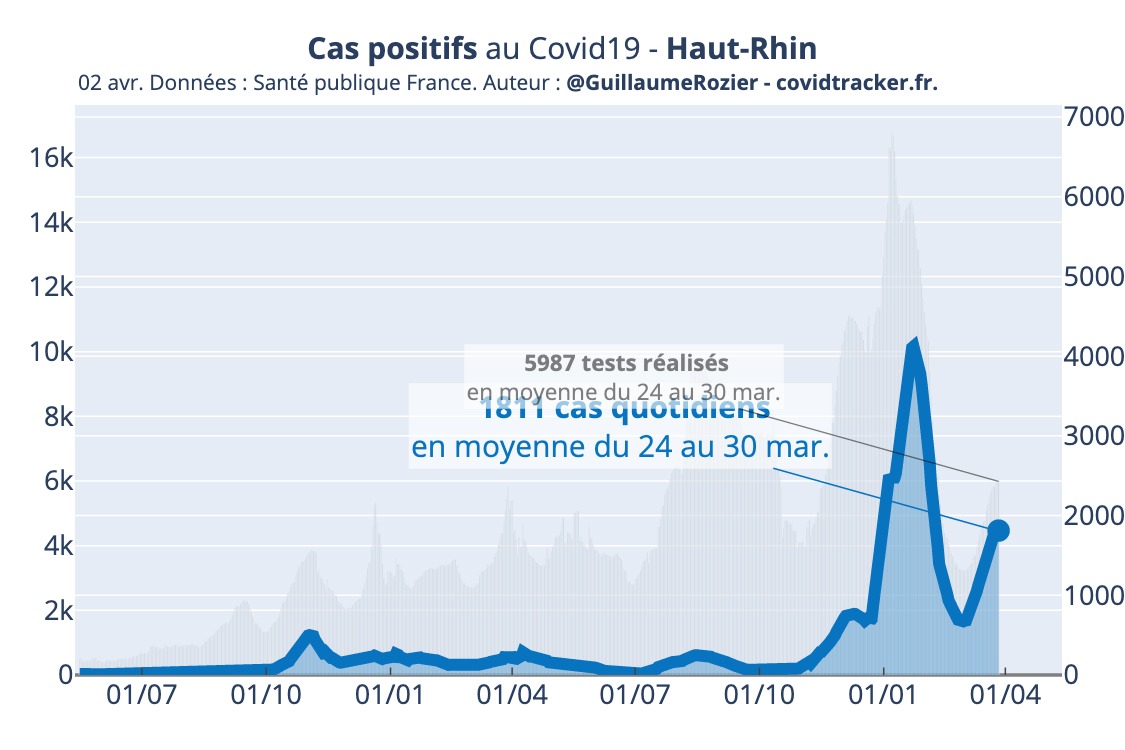 Cas positifs au Covid19 - Haut-Rhin
02 avr. Données : Santé publique France. Auteur : @GuillaumeRozier - covidtracker.fr.
7000
16k
6000
14k
5000
12k
10k
4000
5987 tests réalisés
en moyenne du 24 au 30 mar.
1811 cas quotidiens
8k
3000
en moyenne du 24 au 30 mar.
6k
2000
4k
1000
2k
0
0
01/07 01/10 01/01 01/04 01/07 01/10 01/01 01/04